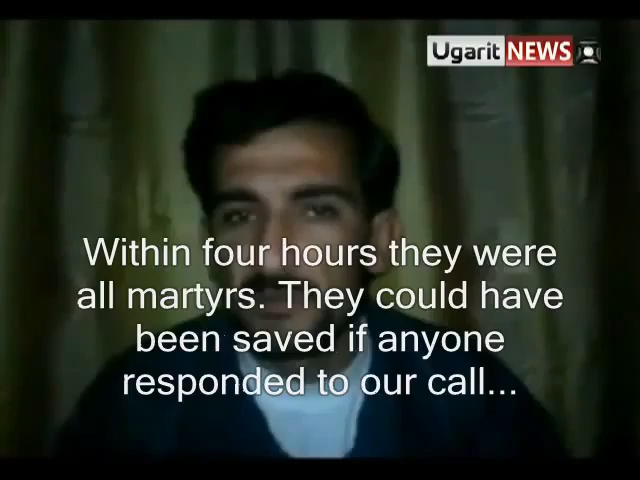 Ugarit NEWS
Within four hours they were
all martyrs. They could have
been saved if anyone
responded to our call...